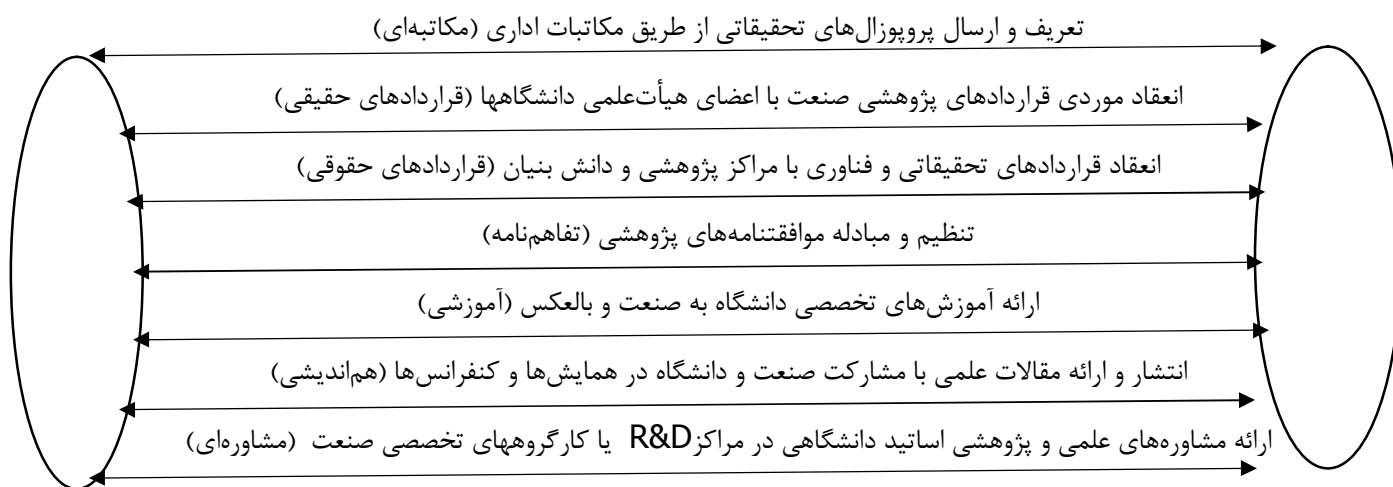 تعریف و ارسال پروپوزال‌های تحقیقاتی از طریق مکاتبات اداری (مکاتبه‌ای)
انعقاد موردی قراردادهای پژوهشی صنعت با اعضای هیأت‌علمی دانشگاهها (قراردادهای حقیقی)
انعقاد قراردادهای تحقیقاتی و فناوری با مراکز پژوهشی و دانش بنیان (قراردادهای حقوقی)
تنظیم و مبادله موافقتنامه‌های پژوهشی (تفاهم‌نامه)
ارائه آموزش‌های تخصصی دانشگاه به صنعت و بالعکس (آموزشی)
انتشار و ارائه مقالات علمی با مشارکت صنعت و دانشگاه در همایش‌ها و کنفرانس‌ها (هم‌اندیشی)
ارائه مشاوره‌های علمی و پژوهشی اساتید دانشگاهی در مراکز R&D یا کارگروههای تخصصی صنعت (مشاوره‌ای)